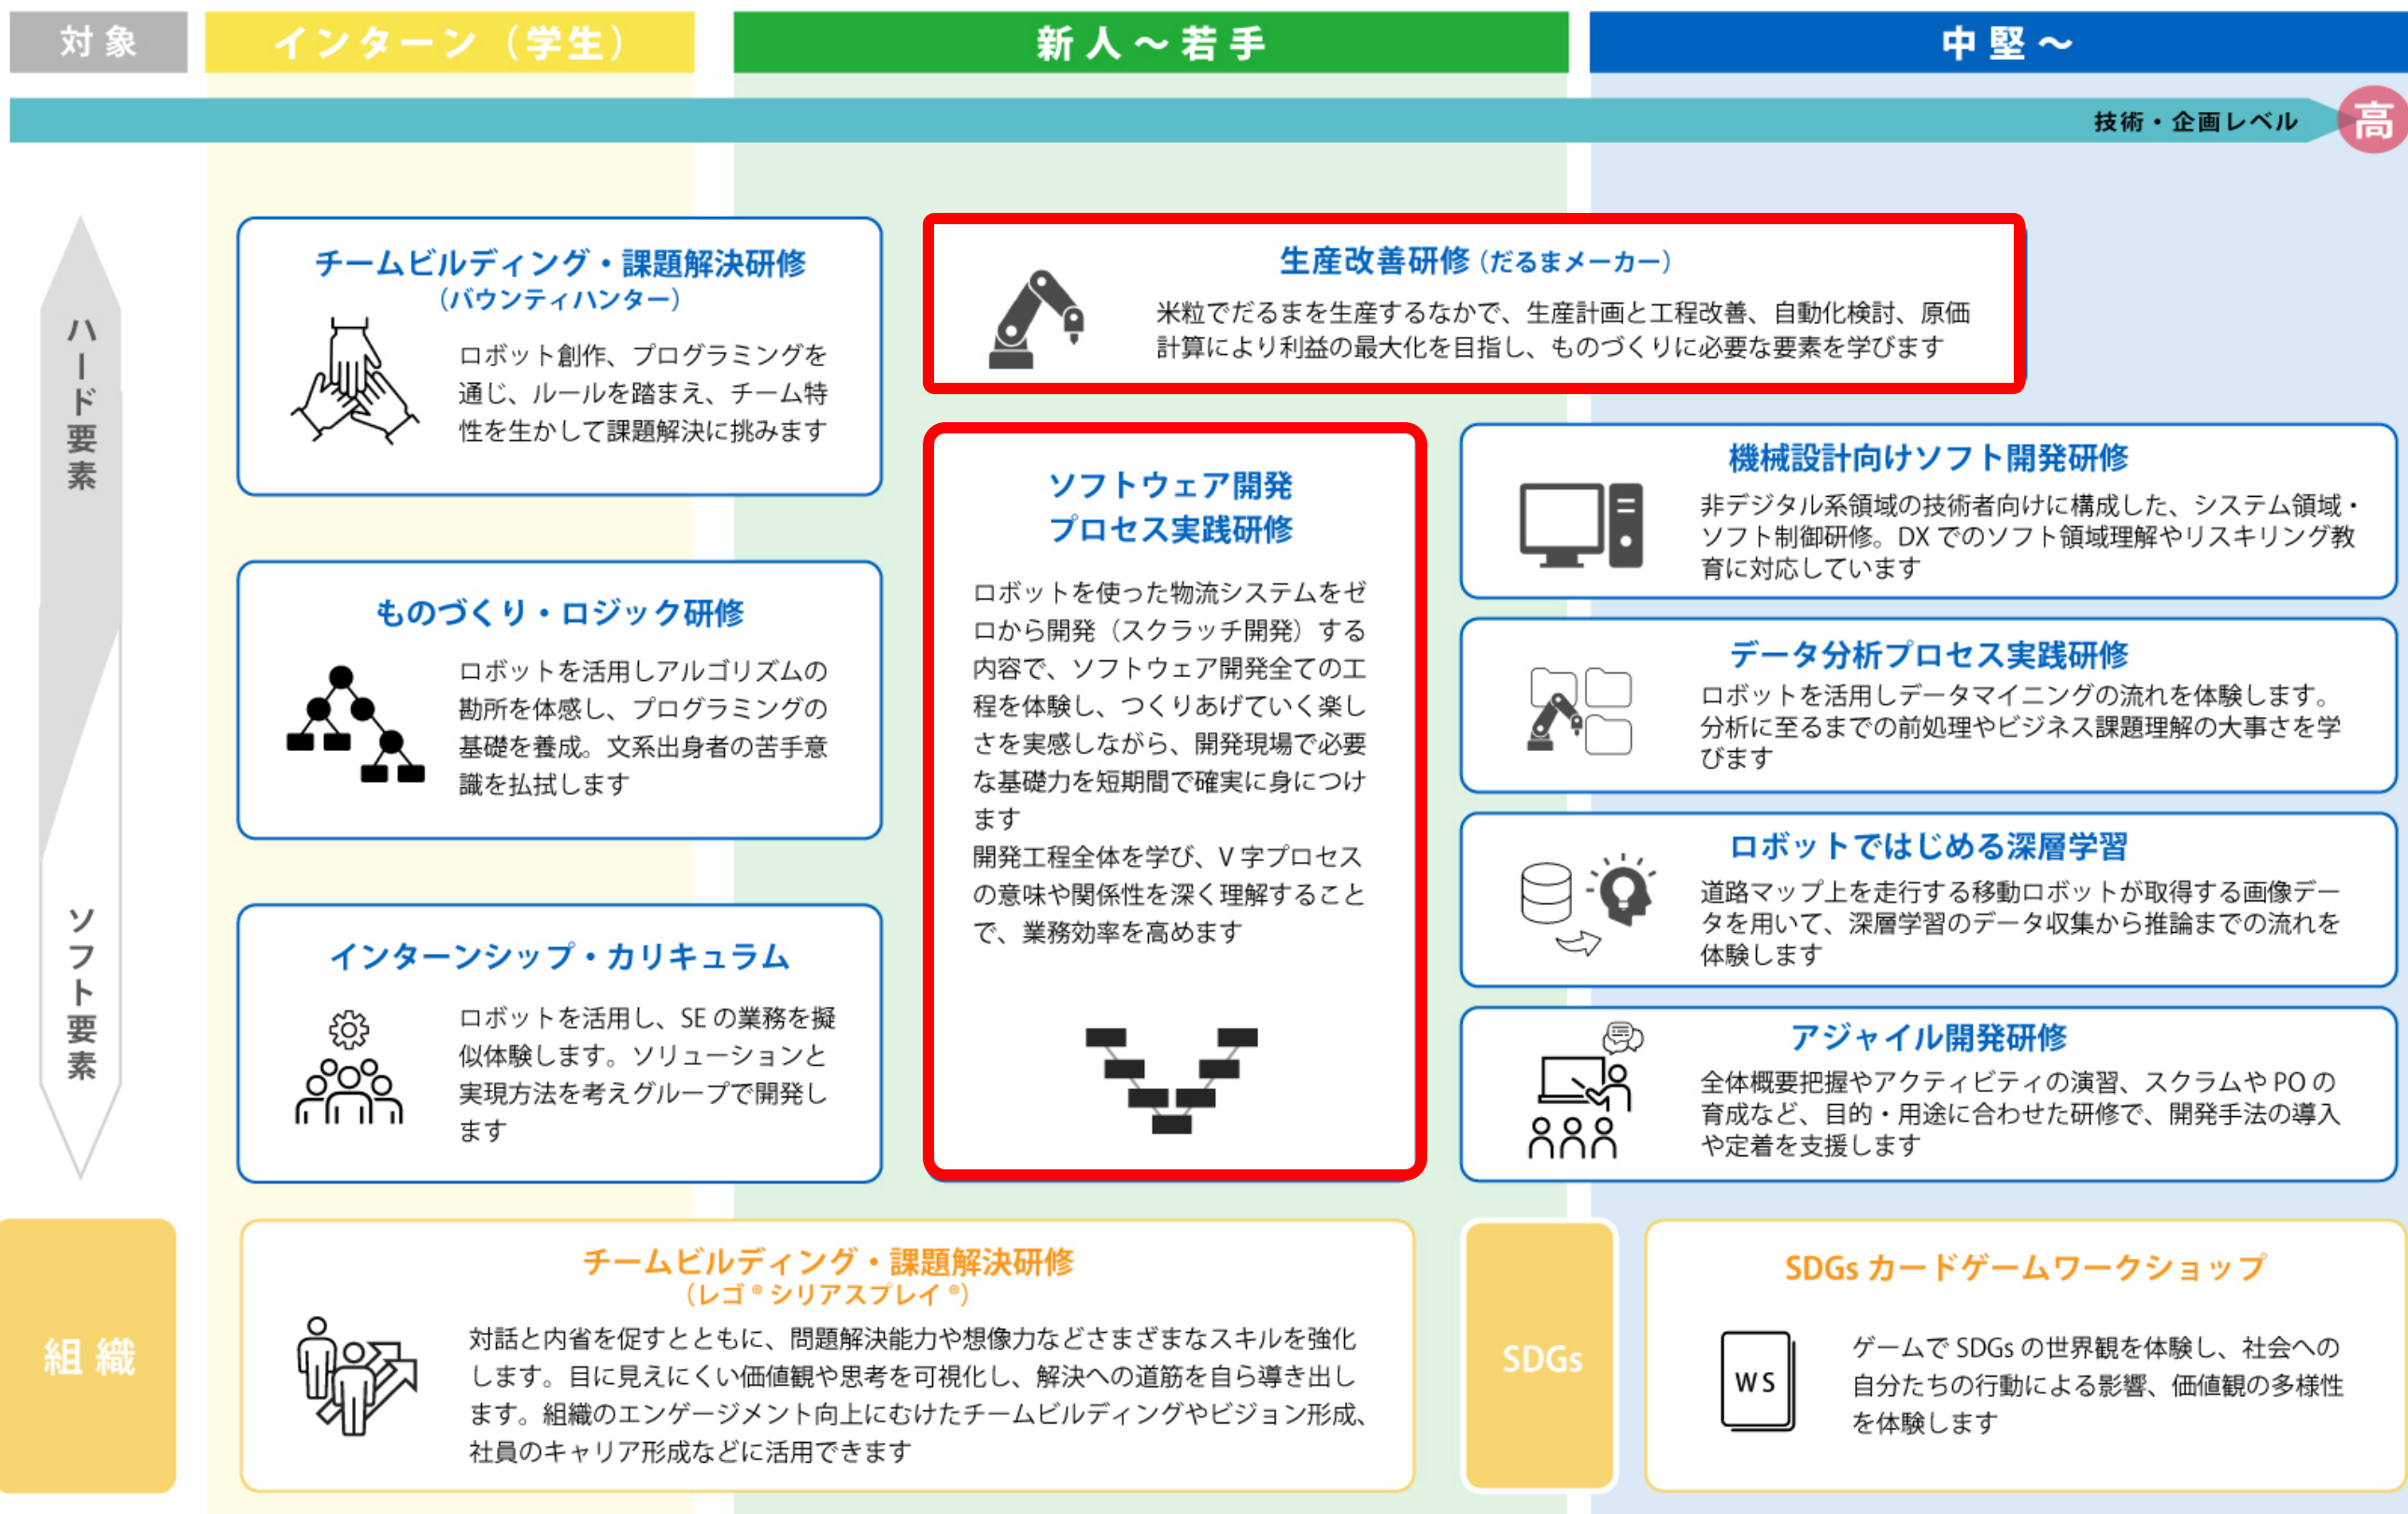 対象
インターン（学生）
新人～若手
中堅～
技術・企画レベル
高
ハード要素
ソフト要素
チームビルディング・課題解決研修
（バウンティハンター）
ロボット創作、プログラミングを
通じ、ルールを踏まえ、チーム特
性を生かして課題解決に挑みます
生産改善研修（だるまメーカー）
米粒でだるまを生産するなかで、生産計画と工程改善、自動化検討、原価
計算により利益の最大化を目指し、ものづくりに必要な要素を学びます
ものづくり・ロジック研修
ロボットを活用しアルゴリズムの
勘所を体感し、プログラミングの
基礎を養成。文系出身者の苦手意
識を払拭します
インターンシップ・カリキュラム
ロボットを活用し、SE の業務を擬
似体験します。ソリューションと
実現方法を考えグループで開発し
ます
ソフトウェア開発
プロセス実践研修
ロボットを使った物流システムをゼ
ロから開発（スクラッチ開発）する
内容で、ソフトウェア開発全ての工
程を体験し、つくりあげていく楽し
さを実感しながら、開発現場で必要
な基礎力を短期間で確実に身につけ
ます
開発工程全体を学び、V 字プロセス
の意味や関係性を深く理解すること
で、業務効率を高めます
機械設計向けソフト開発研修
非デジタル系領域の技術者向けに構成した、システム領域・
ソフト制御研修。DX でのソフト領域理解やリスキリング教
育に対応しています
データ分析プロセス実践研修
ロボットを活用しデータマイニングの流れを体験します。
分析に至るまでの前処理やビジネス課題理解の大事さを学
びます
ロボットではじめる深層学習
道路マップ上を走行する移動ロボットが取得する画像デー
タを用いて、深層学習のデータ収集から推論までの流れを
体験します
アジャイル開発研修
全体概要把握やアクティビティの演習、スクラムや PO の
育成など、目的・用途に合わせた研修で、開発手法の導入
や定着を支援します
組織
チームビルディング・課題解決研修
（レゴ®シリアスプレイ®）
対話と内省を促すとともに、問題解決能力や想像力などさまざまなスキルを強化
します。目に見えにくい価値観や思考を可視化し、解決への道筋を自ら導き出し
ます。組織のエンゲージメント向上にむけたチームビルディングやビジョン形成、
社員のキャリア形成などに活用できます
SDGs
SDGs カードゲームワークショップ
WS
ゲームで SDGs の世界観を体験し、社会への
自分たちの行動による影響、価値観の多様性
を体験します